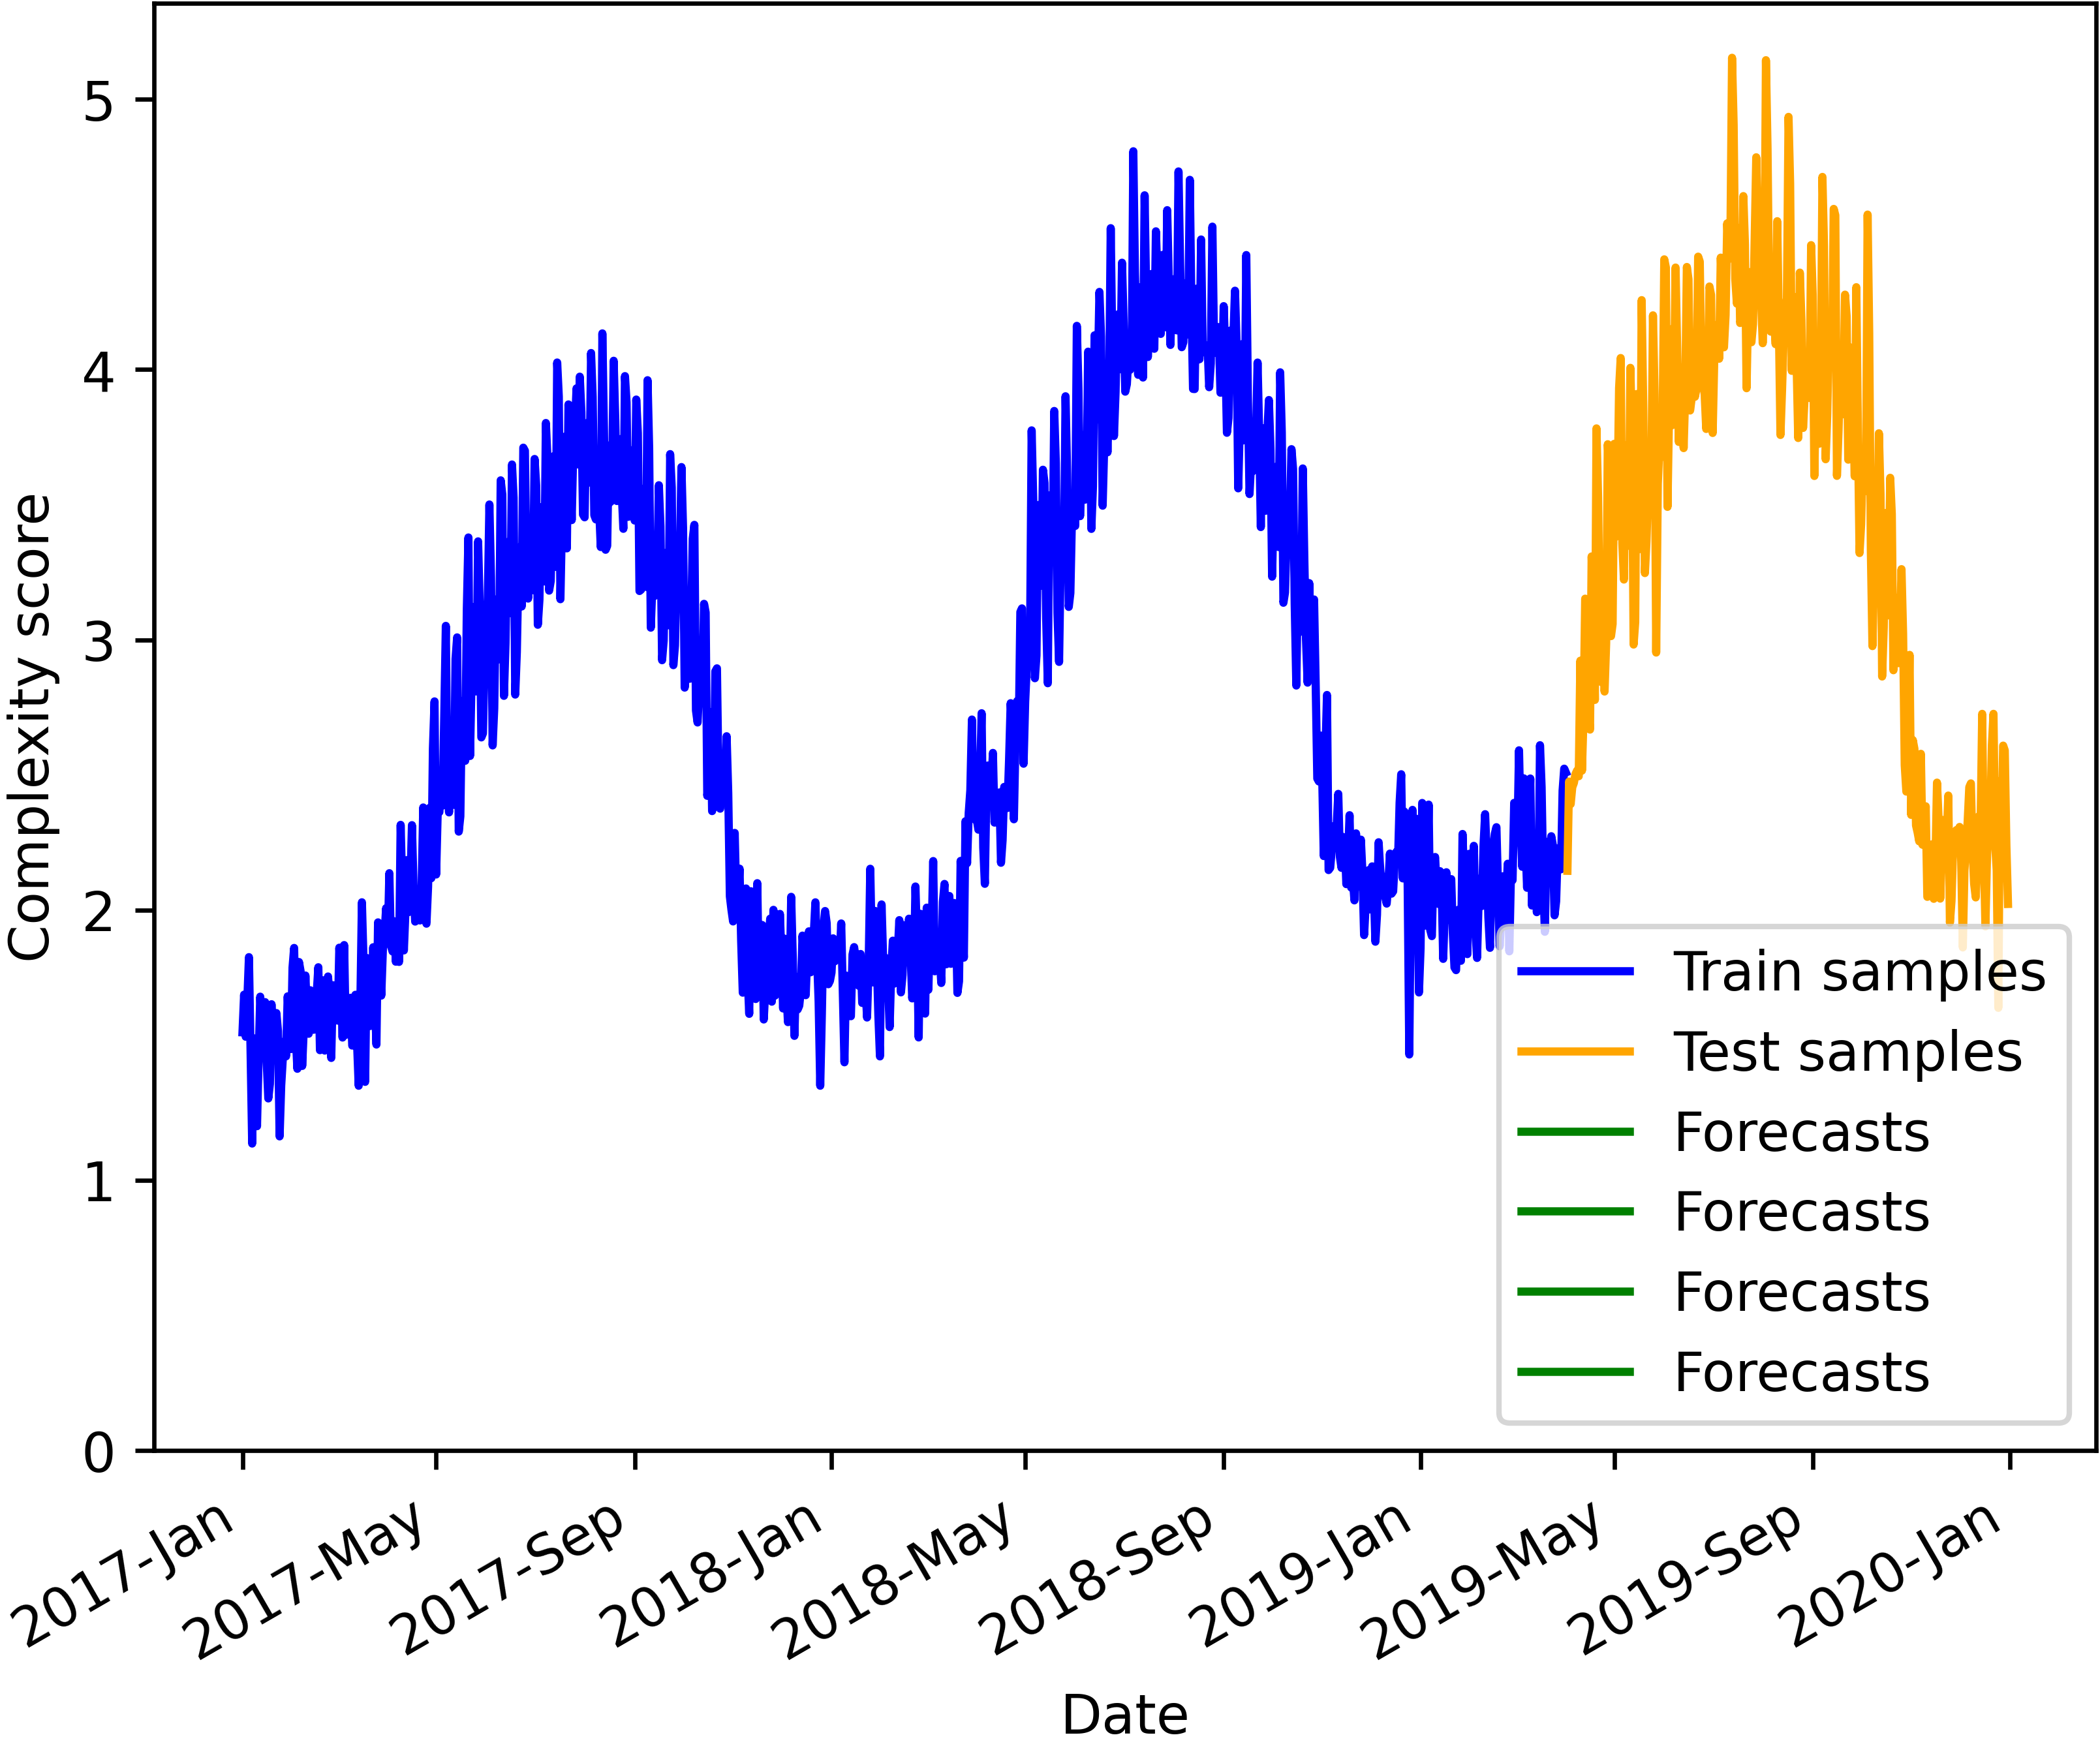 5
4
3
2
1
0
Complexity score
Train samples
Test samples
Forecasts
Forecasts
Forecasts
Forecasts
2017-Jan
2017-May
2017-Sep
2018-Jan
2018-May
2018-Sep
2019-Jan
2019-May
2019-Sep
2020-Jan
Date